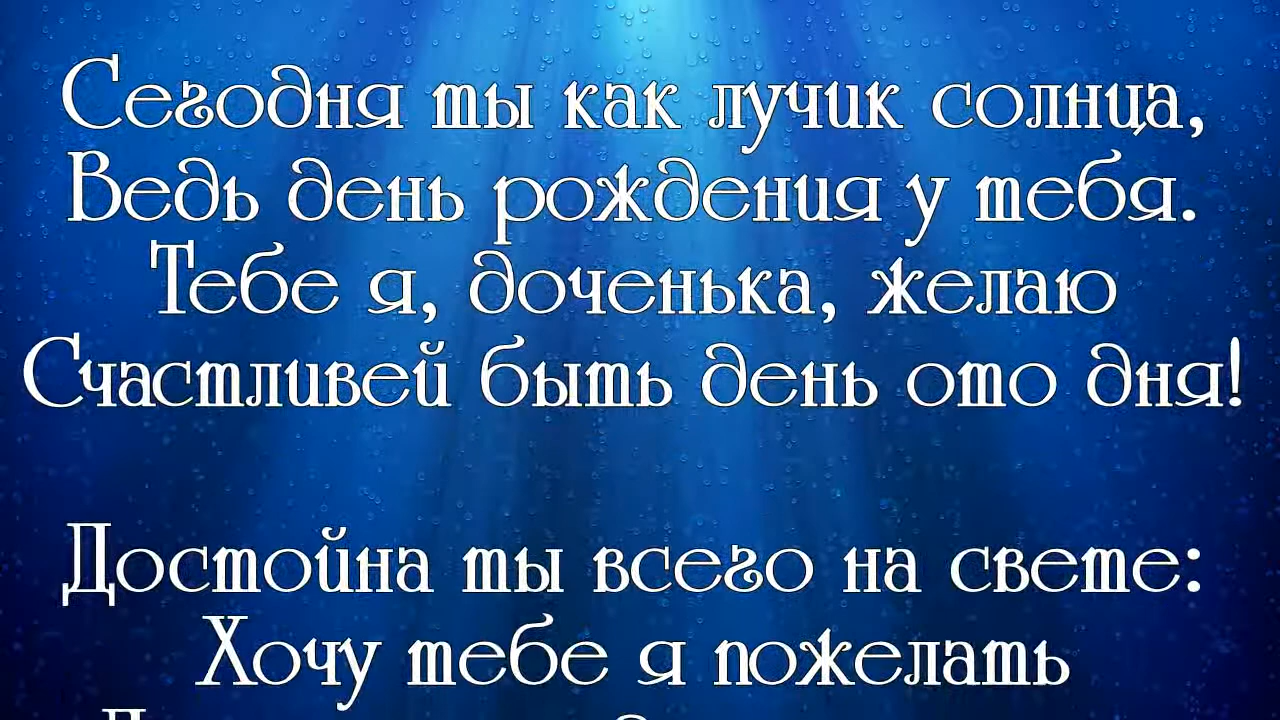 Сегодня ты как лучик солнца,
Ведь день рождения у тебя.
Тебе я, доченька, желаю
Счастливей быть день ото дня!
Достойна ты всего на свете:
Хочу тебе я пожелать